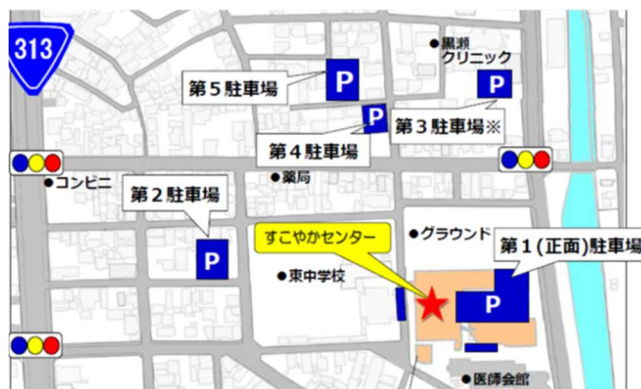 313
●黒瀬
クリニック
第5駐車場
P
P
P
第4駐車場
第3駐車場※
●コンビニ
第2駐車場
●薬局
P
すこやかセンター
●グラウンド
第1(正面)駐車場
●東中学校
P
●医師会館